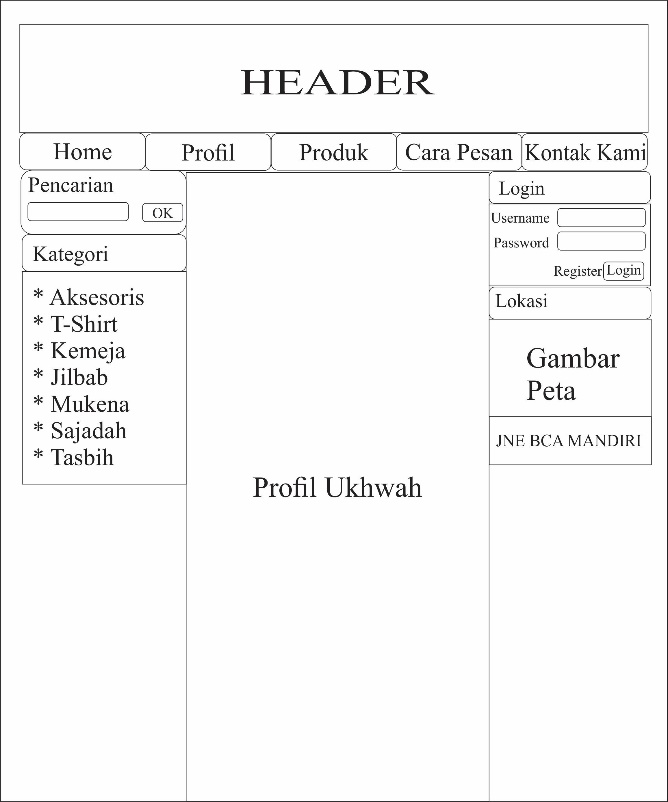 HEADER
Home
Profil
Produk
Cara Pesan
Kontak Kami
Pencarian
OK
Kategori
* Aksesoris
* T-Shirt
* Kemeja
* Jilbab
* Mukena
* Sajadah
* Tasbih
Profil Ukhwah
Login
Username
Password
Register Login
Lokasi
Gambar
Peta
JNE BCA MANDIRI